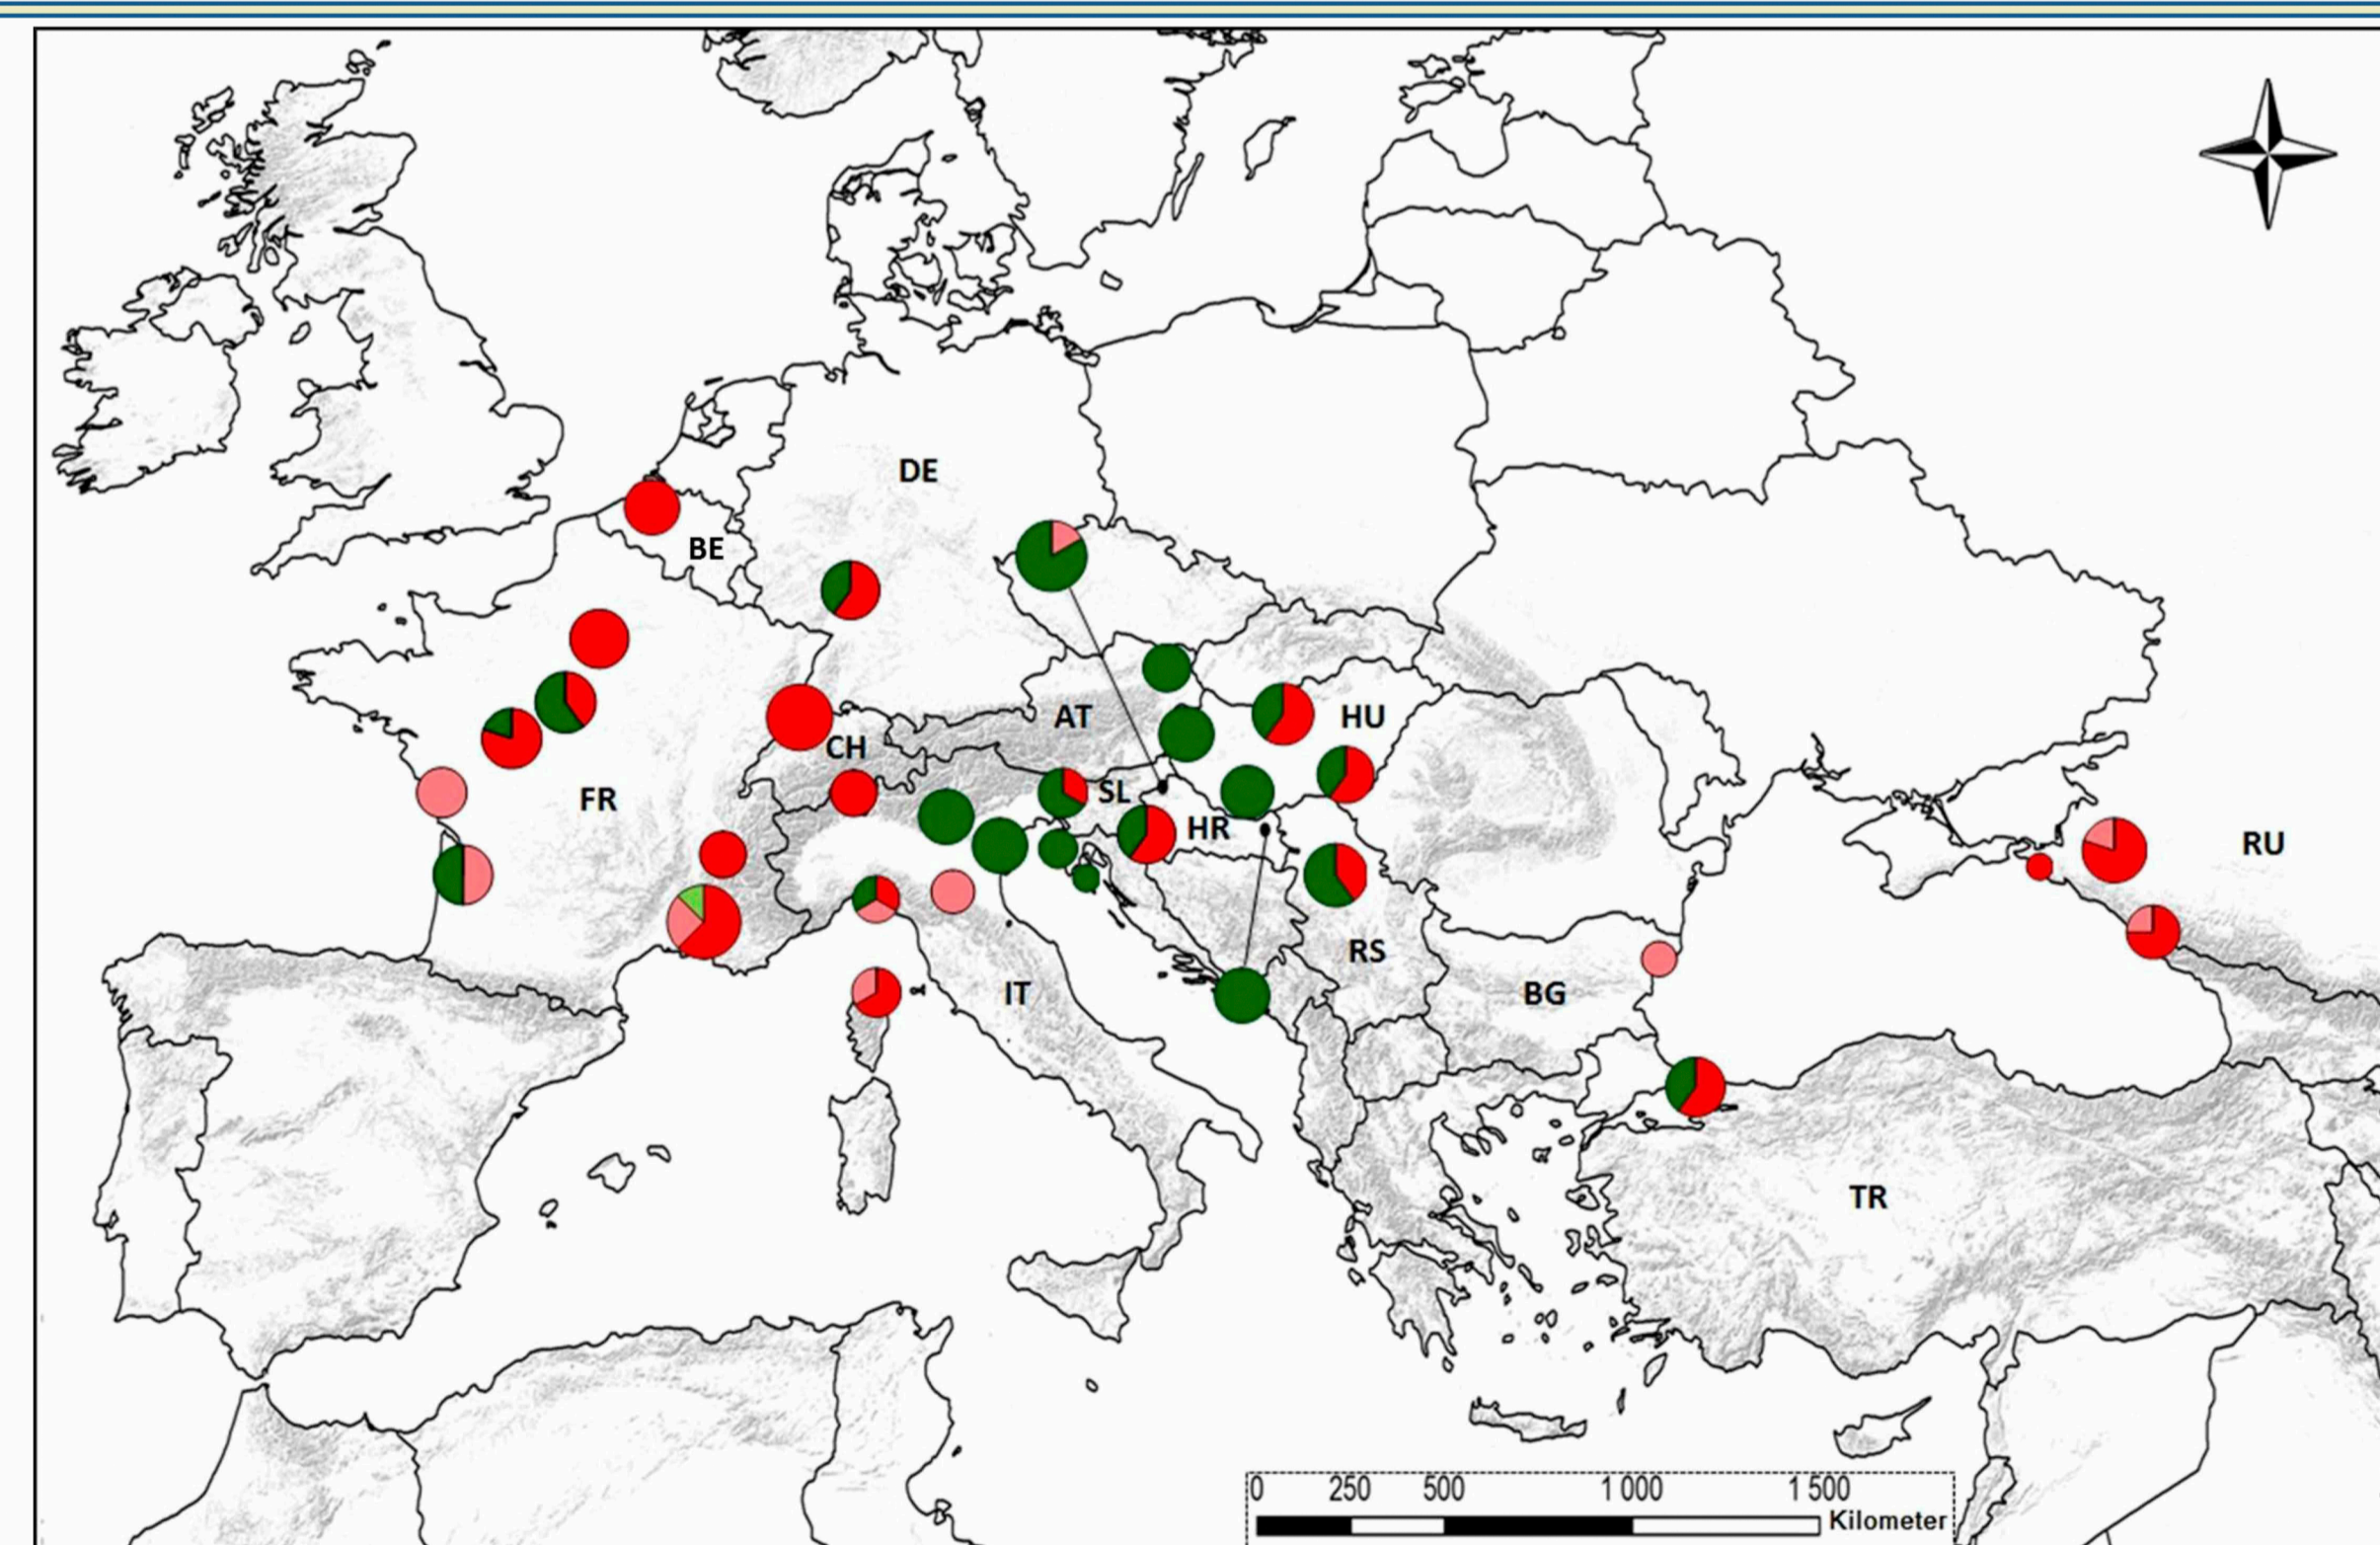 DE
BE
AT
HU
CH
SL
FR
HR
RU
RS
IT
BG
TR
0 250 500 1 000 1 500
Kilometer